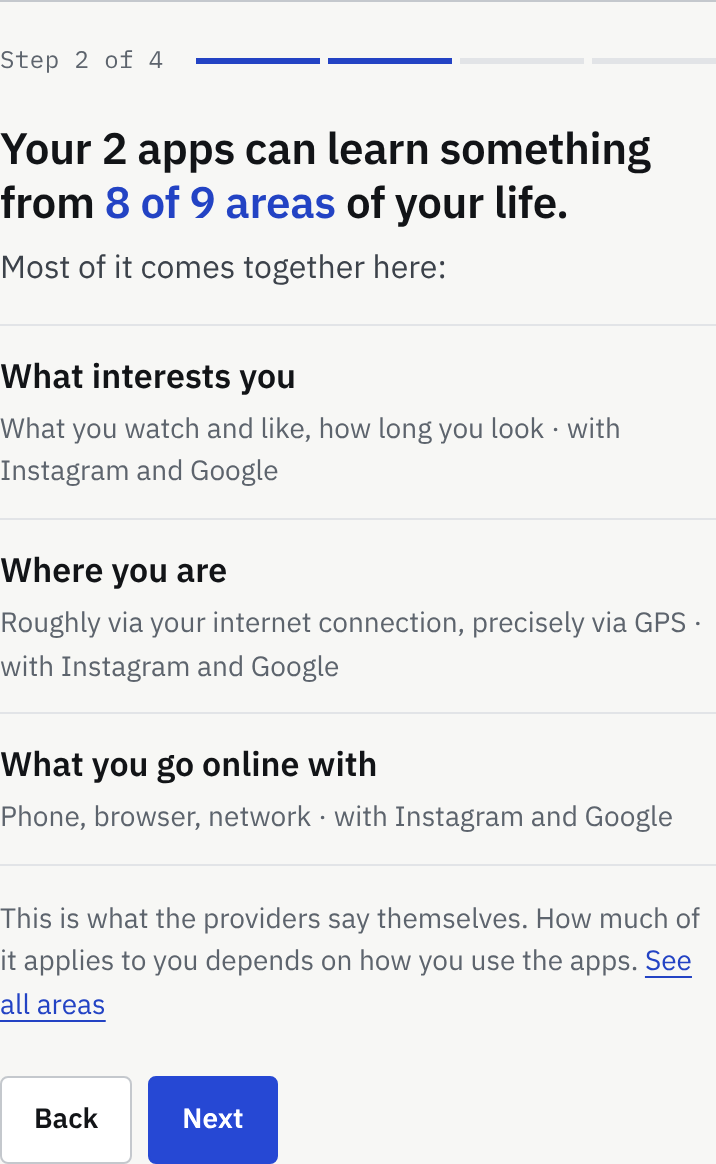 Step 2 of 4
Your 2 apps can learn something
from 8 of 9 areas of your life.
Most of it comes together here:
What interests you
What you watch and like, how long you look · with
Instagram and Google
Where you are
Roughly via your internet connection, precisely via GPS ·
with Instagram and Google
What you go online with
Phone, browser, network · with Instagram and Google
This is what the providers say themselves. How much of
it applies to you depends on how you use the apps. See
all areas
Back Next